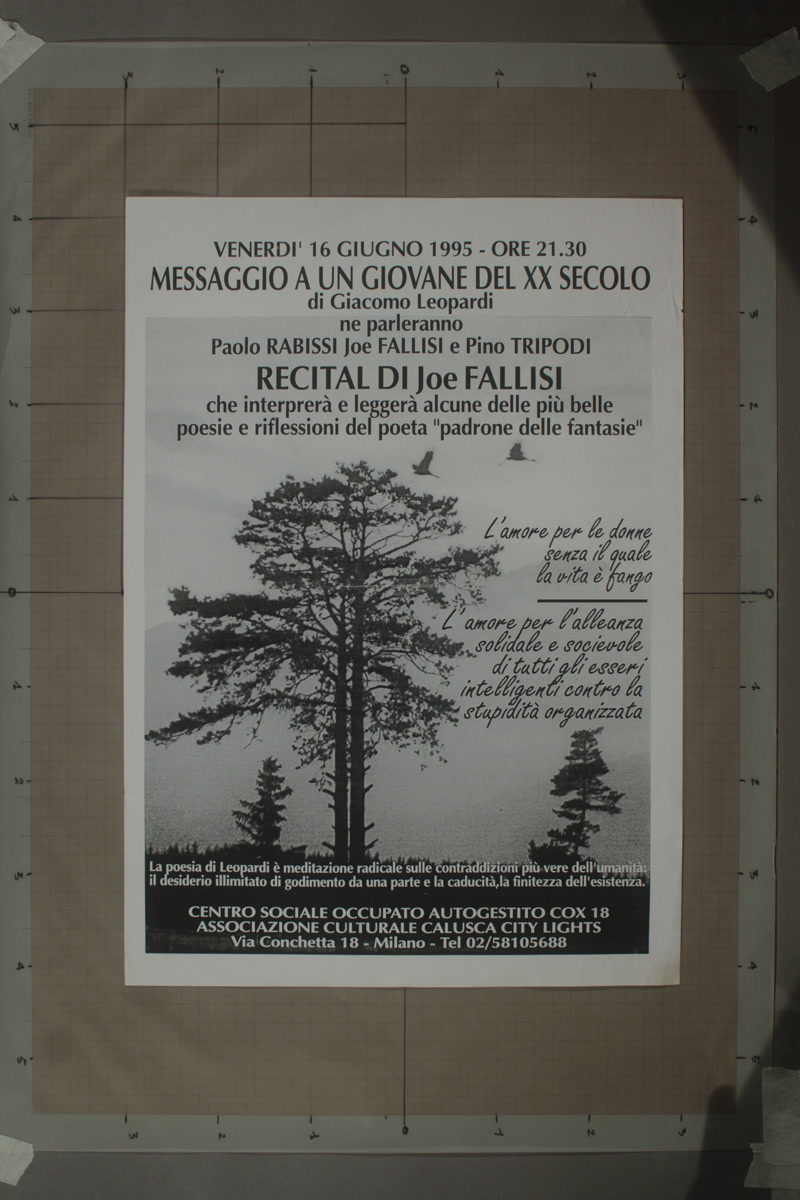 VENERDI' 16 GIUGNO 1995 - ORE 21.30
MESSAGGIO A UN GIOVANE DEL XX SECOLO
di Giacomo Leopardi
ne parleranno
Paolo RABISSI Joe FALLISI e Pino TRIPODI
RECITAL DI Joe FALLISI
che interprerà e leggerà alcune delle più belle
poesie e riflessioni del poeta "padrone delle fantasie"
L'amore per le donne
senza il quale
la vita è fango
L'amore per l'alleanza
solidale e socievole
di tutti gli esseri
intelligenti contro la
stupidità organizzata
La poesia di Leopardi è meditazione radicale sulle contraddizioni più vere dell'umanità:
il desiderio illimitato di godimento da una parte e la caducità,la finitezza dell'esistenza.
CENTRO SOCIALE OCCUPATO AUTOGESTITO COX 18
ASSOCIAZIONE CULTURALE CALUSCA CITY LIGHTS
Via Conchetta 18 - Milano - Tel 02/58105688